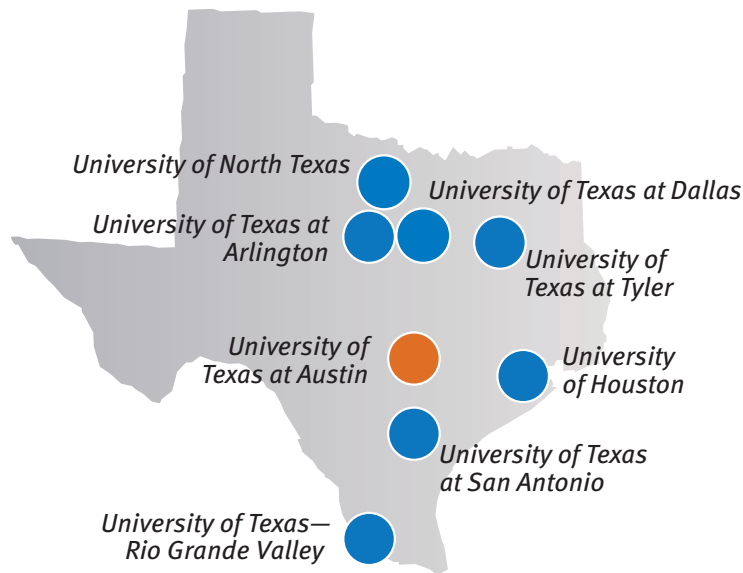 University of North Texas
University of Texas at Dallas
University of Texas at
Arlington
University of
Texas at Tyler
University of
Texas at Austin
University
of Houston
University of Texas
at San Antonio
University of Texas—
Rio Grande Valley